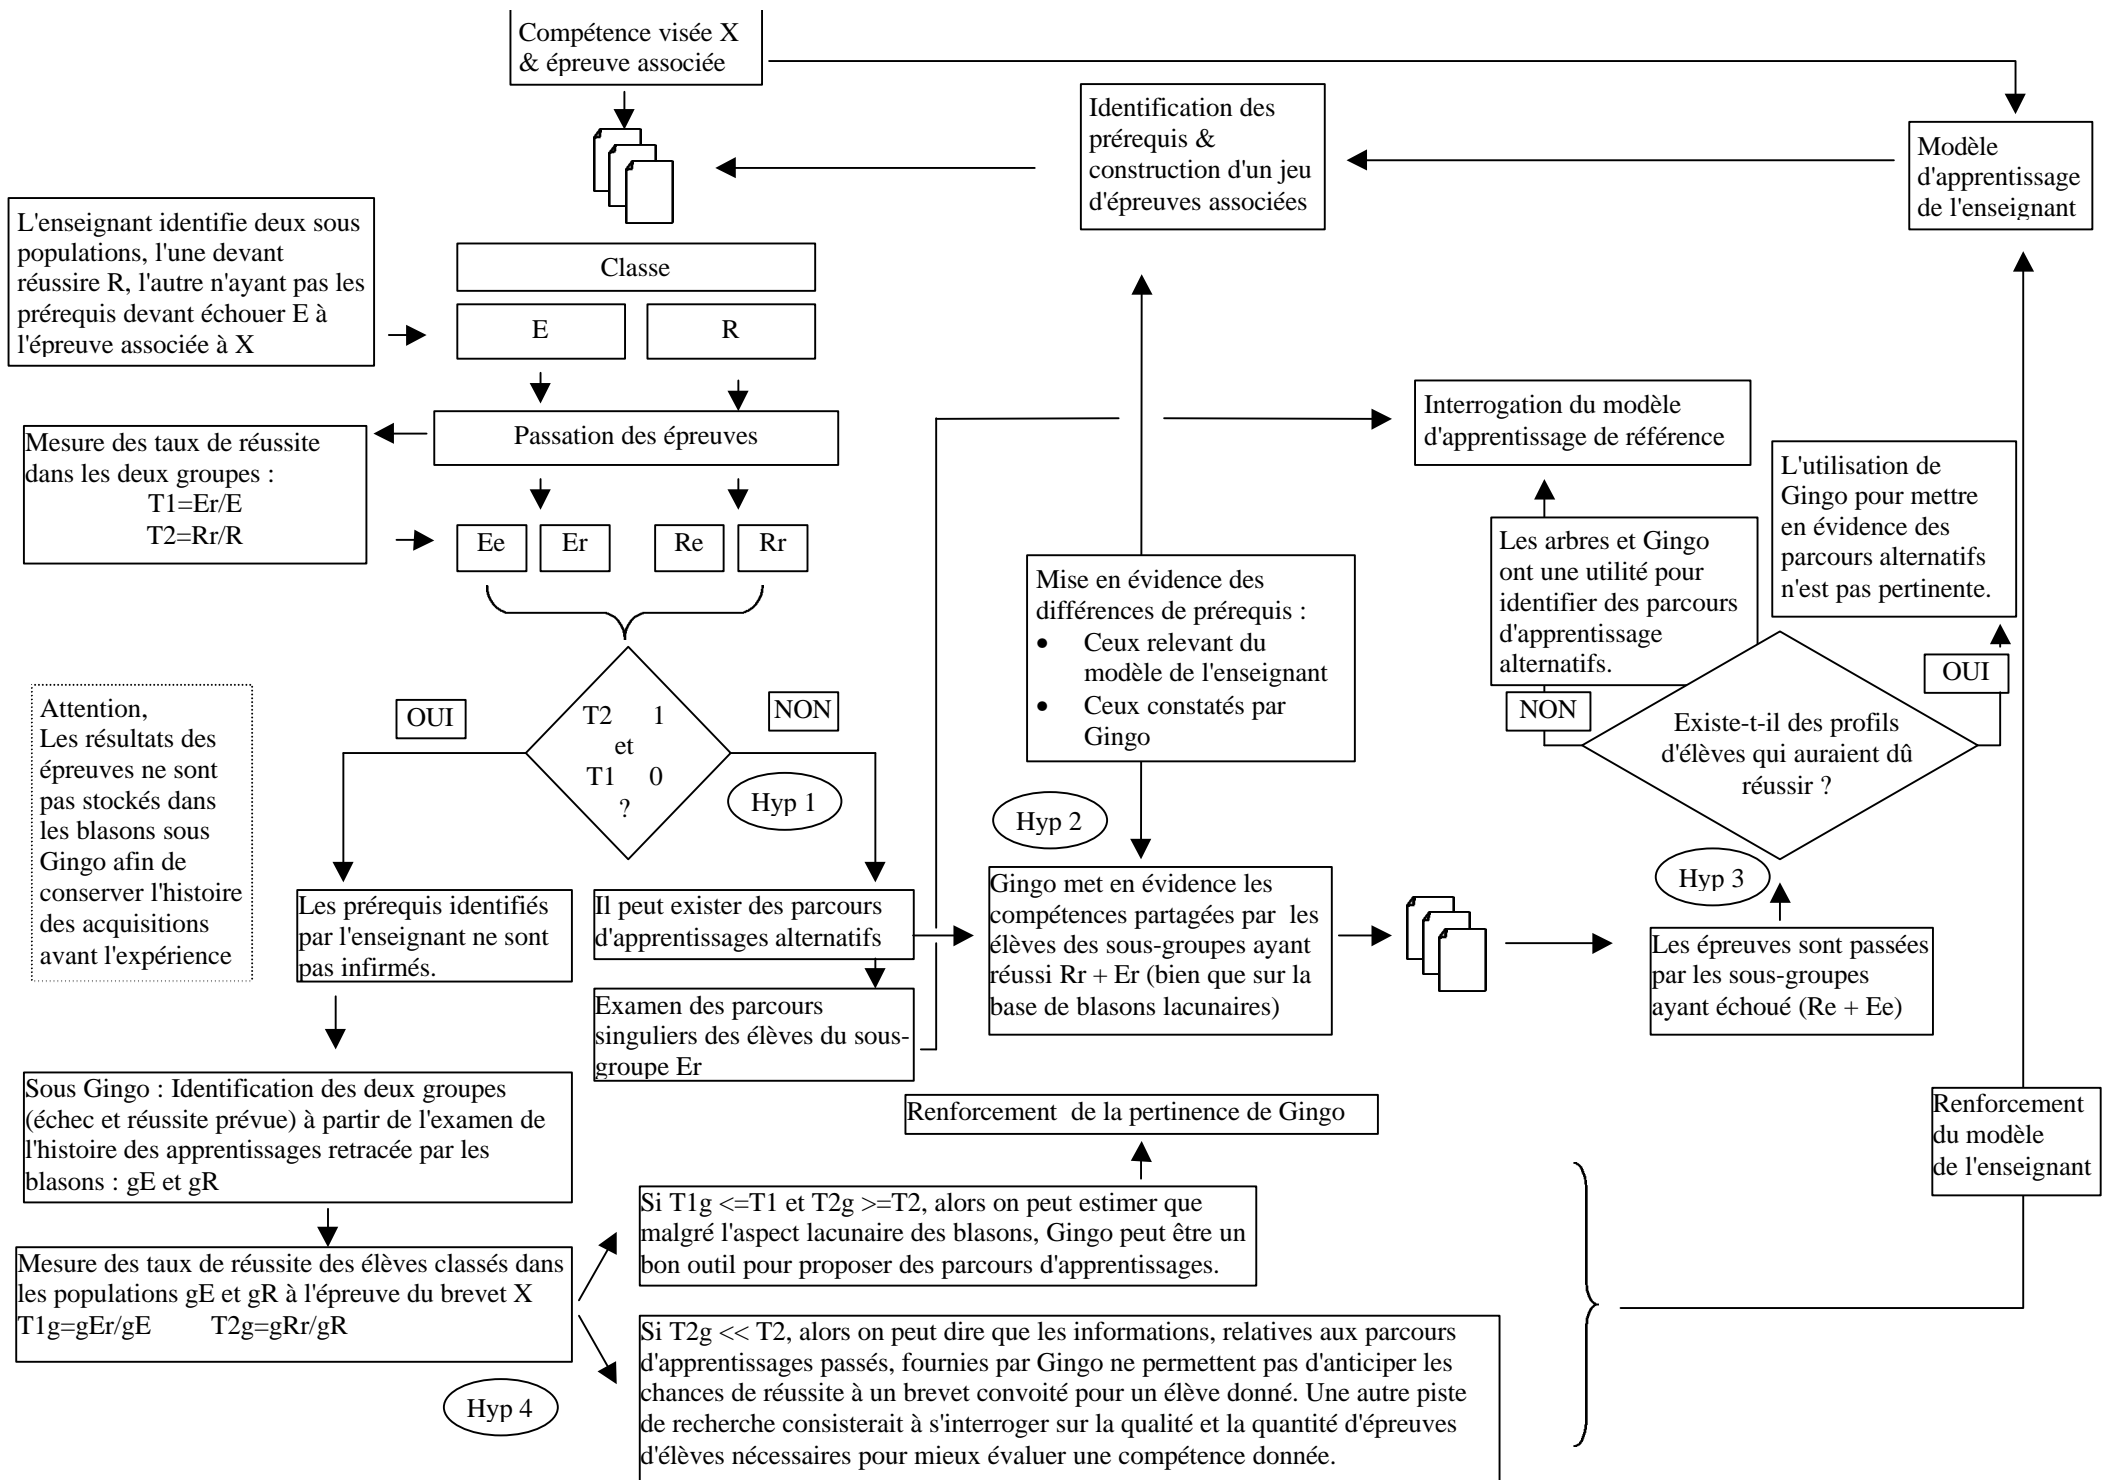 Compétence visée X
& épreuve associée
Identification des
prérequis &
construction d'un jeu
d'épreuves associées
Modèle
d'apprentissage
de l'enseignant
L'enseignant identifie deux sous
populations, l'une devant
réussire R, l'autre n'ayant pas les
prérequis devant échouer E à
l'épreuve associée à X
Classe
E
R
Passation des épreuves
Mesure des taux de réussite
dans les deux groupes :
T1=Er/E
T2=Rr/R
Ee
Er
Re
Rr
Interrogation du modèle
d'apprentissage de référence
L'utilisation de
Gingo pour mettre
en évidence des
parcours alternatifs
n'est pas pertinente.
Les arbres et Gingo
ont une utilité pour
identifier des parcours
d'apprentissage
alternatifs.
Mise en évidence des
différences de prérequis :
• Ceux relevant du
modèle de l'enseignant
• Ceux constatés par
Gingo
OUI
NON
T2 1
et
T1 0
?
Hyp 1
Hyp 2
NON
OUI
Existe-t-il des profils
d'élèves qui auraient dû
réussir ?
Hyp 3
Attention,
Les résultats des
épreuves ne sont
pas stockés dans
les blasons sous
Gingo afin de
conserver l'histoire
des acquisitions
avant l'expérience
Les prérequis identifiés
par l'enseignant ne sont
pas infirmés.
Il peut exister des parcours
d'apprentissages alternatifs
Examen des parcours
singuliers des élèves du sous-
groupe Er
Gingo met en évidence les
compétences partagées par les
élèves des sous-groupes ayant
réussi Rr + Er (bien que sur la
base de blasons lacunaires)
Les épreuves sont passées
par les sous-groupes
ayant échoué (Re + Ee)
Sous Gingo : Identification des deux groupes
(échec et réussite prévue) à partir de l'examen de
l'histoire des apprentissages retracée par les
blasons : gE et gR
Renforcement de la pertinence de Gingo
Renforcement
du modèle
de l'enseignant
Si T1g <=T1 et T2g >=T2, alors on peut estimer que
malgré l'aspect lacunaire des blasons, Gingo peut être un
bon outil pour proposer des parcours d'apprentissages.
Mesure des taux de réussite des élèves classés dans
les populations gE et gR à l'épreuve du brevet X
T1g=gEr/gE T2g=gRr/gR
Hyp 4
Si T2g << T2, alors on peut dire que les informations, relatives aux parcours
d'apprentissages passés, fournies par Gingo ne permettent pas d'anticiper les
chances de réussite à un brevet convoité pour un élève donné. Une autre piste
de recherche consisterait à s'interroger sur la qualité et la quantité d'épreuves
d'élèves nécessaires pour mieux évaluer une compétence donnée.